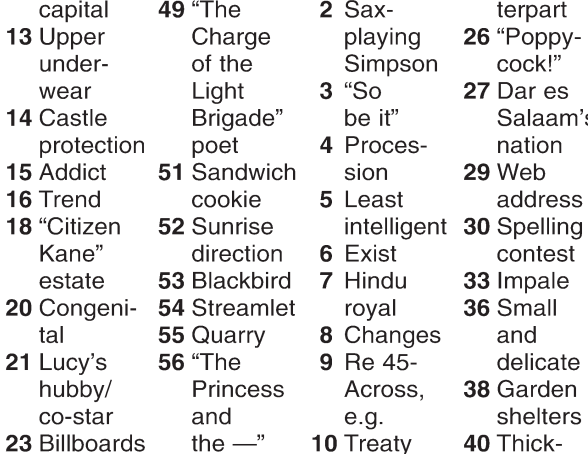 capital
13 Upper
under-
wear
14 Castle
protection
15 Addict
16 Trend
18 “Citizen
Kane”
estate
20 Congeni-
tal
21 Lucy’s
hubby/
co-star
23 Billboards
49 “The
Charge
of the
Light
Brigade”
poet
51 Sandwich
cookie
52 Sunrise
direction
53 Blackbird
54 Streamlet
55 Quarry
56 “The
Princess
and
the —”
2 Sax-
playing
Simpson
3 “So
be it”
4 Proces-
sion
5 Least
intelligent
6 Exist
7 Hindu
royal
8 Changes
9 Re 45-
Across,
e.g.
10 Treaty
terpart
26 “Poppy-
cock!”
27 Dar es
Salaam’s
nation
29 Web
address
30 Spelling
contest
33 Impale
36 Small
and
delicate
38 Garden
shelters
40 Thick-